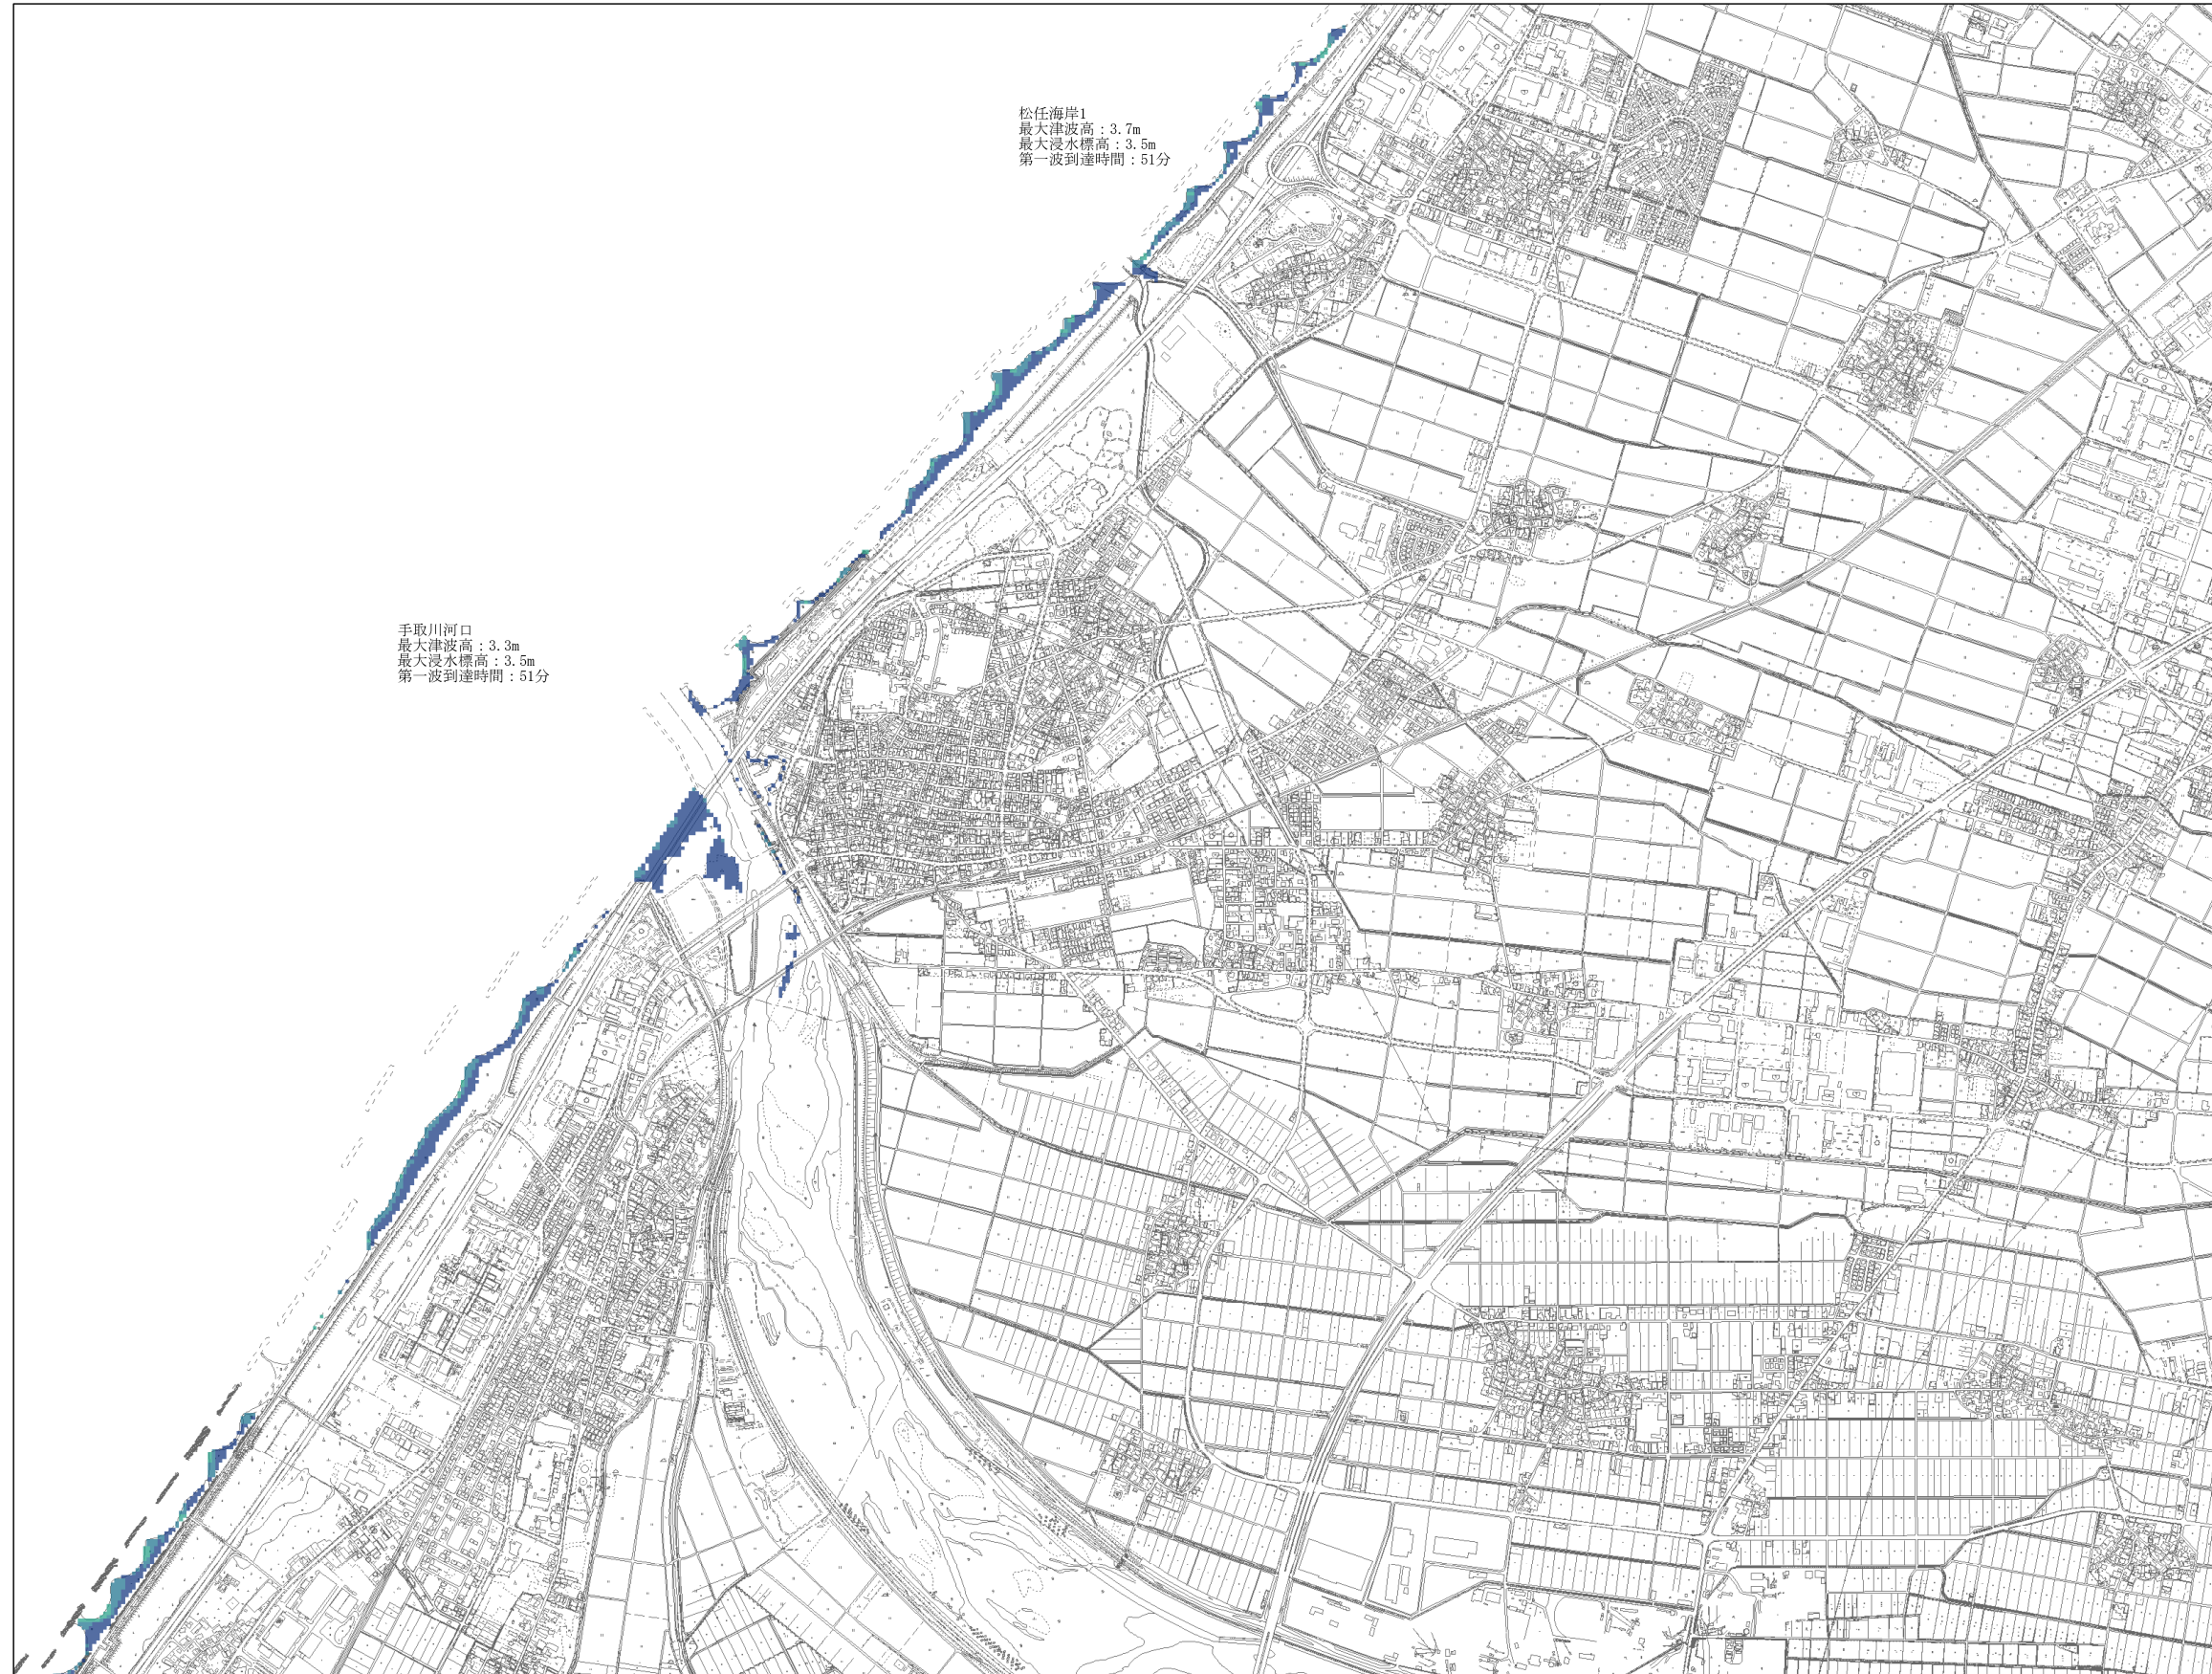 松任海岸1
最大津波高：3.7m
最大浸水標高：3.5m
第一波到達時間：51分
手取川河口
最大津波高：3.3m
最大浸水標高：3.5m
第一波到達時間：51分